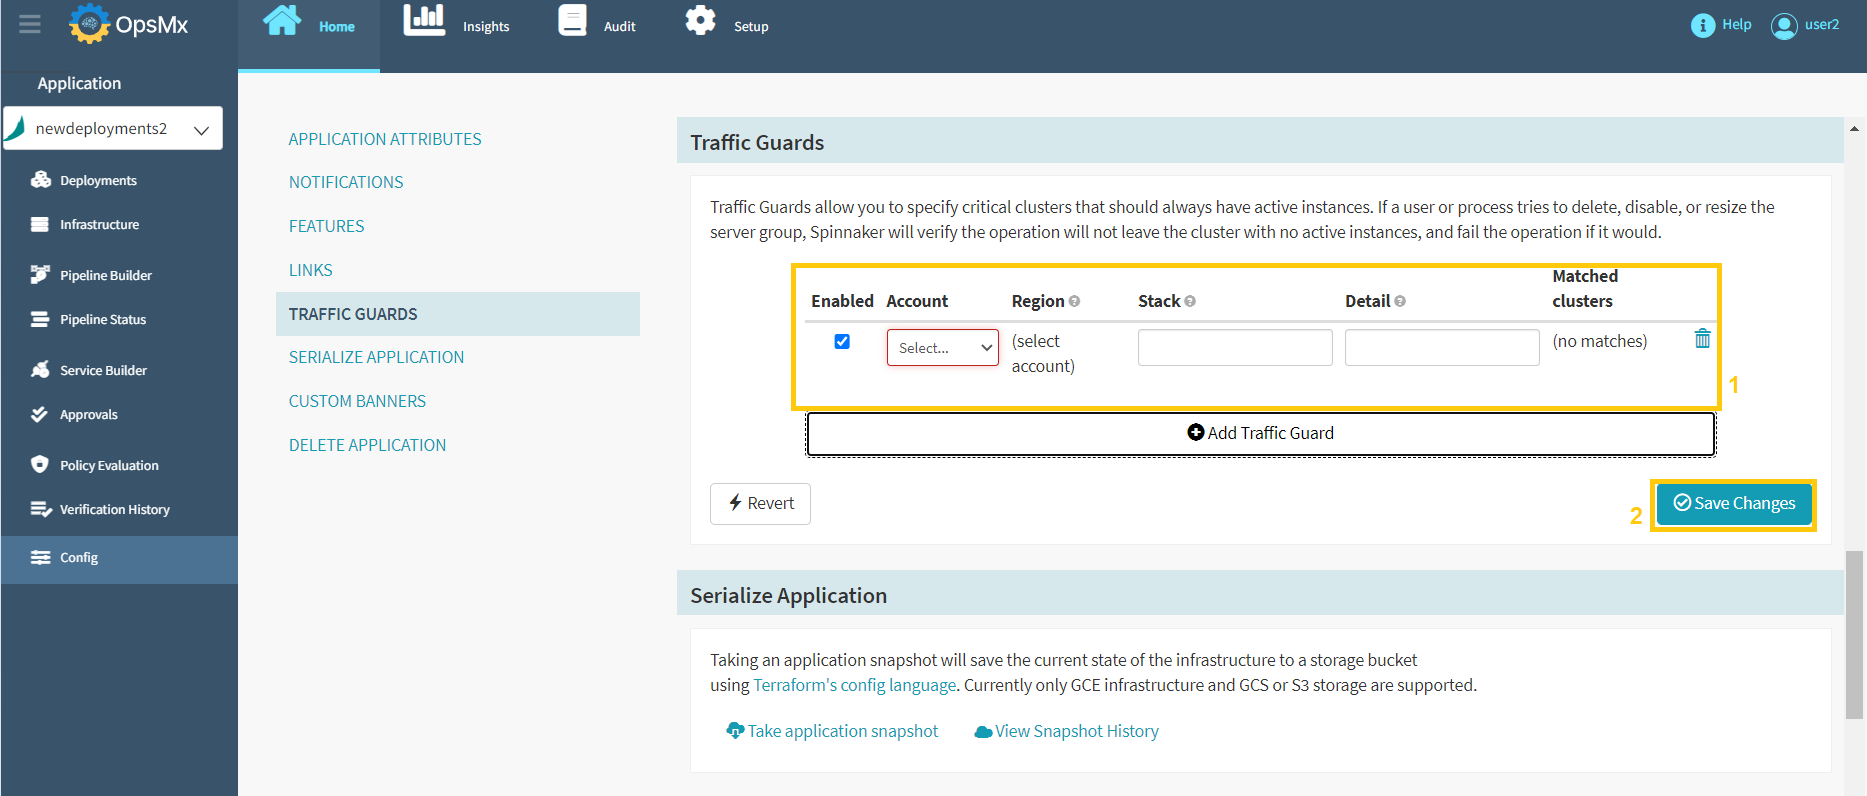 OpsMx
Home
Insights
Audit
Setup
Help
user2
Application
newdeployments2
Deployments
Infrastructure
Pipeline Builder
Pipeline Status
Service Builder
Approvals
Policy Evaluation
Verification History
Config
APPLICATION ATTRIBUTES
NOTIFICATIONS
FEATURES
LINKS
TRAFFIC GUARDS
SERIALIZE APPLICATION
CUSTOM BANNERS
DELETE APPLICATION
Traffic Guards
Traffic Guards allow you to specify critical clusters that should always have active instances. If a user or process tries to delete, disable, or resize the
server group, Spinnaker will verify the operation will not leave the cluster with no active instances, and fail the operation if it would.
Enabled Account Region Stack Detail Matched
clusters
Select... (select
account) (no matches)
1
Add Traffic Guard
Revert
2
Save Changes
Serialize Application
Taking an application snapshot will save the current state of the infrastructure to a storage bucket
using Terraform's config language. Currently only GCE infrastructure and GCS or S3 storage are supported.
Take application snapshot View Snapshot History